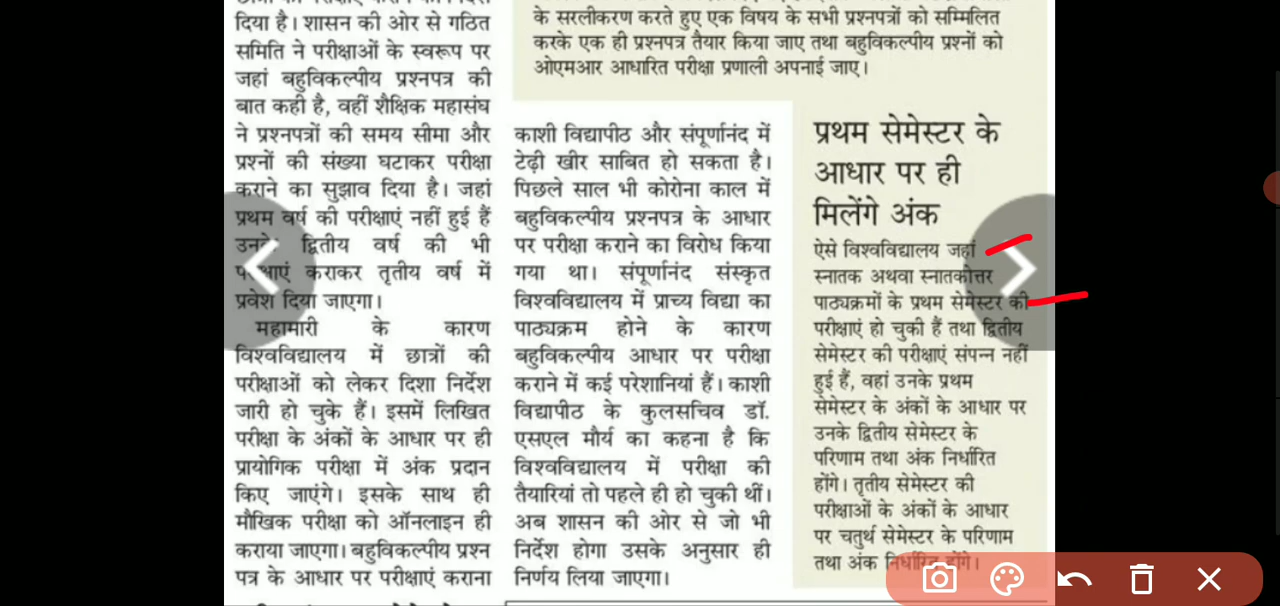 दिया है। शासन की ओर से गठित
समिति ने परीक्षाओं के स्वरूप पर
जहां बहुविकल्पीय प्रश्नपत्र की
बात कही है, वहीं शैक्षिक महासंघ
ने प्रश्नपत्रों की समय सीमा और
प्रश्नों की संख्या घटाकर परीक्षा
कराने का सुझाव दिया है। जहां
प्रथम वर्ष की परीक्षाएं नहीं हुई हैं
उनके द्वितीय वर्ष की भी
परीक्षाएं कराकर तृतीय वर्ष में
प्रवेश दिया जाएगा।
महामारी के कारण
विश्वविद्यालय में छात्रों की
परीक्षाओं को लेकर दिशा निर्देश
जारी हो चुके हैं। इसमें लिखित
परीक्षा के अंकों के आधार पर ही
प्रायोगिक परीक्षा में अंक प्रदान
किए जाएंगे। इसके साथ ही
मौखिक परीक्षा को ऑनलाइन ही
कराया जाएगा। बहुविकल्पीय प्रश्न
पत्र के आधार पर परीक्षाएं कराना
के सरलीकरण करते हुए एक विषय के सभी प्रश्नपत्रों को सम्मिलित
करके एक ही प्रश्नपत्र तैयार किया जाए तथा बहुविकल्पीय प्रश्नों को
ओएमआर आधारित परीक्षा प्रणाली अपनाई जाए।
काशी विद्यापीठ और संपूर्णानंद में
टेढ़ी खीर साबित हो सकता है।
पिछले साल भी कोरोना काल में
बहुविकल्पीय प्रश्नपत्र के आधार
पर परीक्षा कराने का विरोध किया
गया था। संपूर्णानंद संस्कृत
विश्वविद्यालय में प्राच्य विद्या का
पाठ्यक्रम होने के कारण
बहुविकल्पीय आधार पर परीक्षा
कराने में कई परेशानियां हैं। काशी
विद्यापीठ के कुलसचिव डॉ.
एसएल मौर्य का कहना है कि
विश्वविद्यालय में परीक्षा की
तैयारियां तो पहले ही हो चुकी थीं।
अब शासन की ओर से जो भी
निर्देश होगा उसके अनुसार ही
निर्णय लिया जाएगा।
प्रथम सेमेस्टर के
आधार पर ही
मिलेंगे अंक
ऐसे विश्वविद्यालय जहां
स्नातक अथवा स्नातकोत्तर
पाठ्यक्रमों के प्रथम सेमेस्टर की
परीक्षाएं हो चुकी हैं तथा द्वितीय
सेमेस्टर की परीक्षाएं संपन्न नहीं
हुई हैं, वहां उनके प्रथम
सेमेस्टर के अंकों के आधार पर
उनके द्वितीय सेमेस्टर के
परिणाम तथा अंक निर्धारित
होंगे। तृतीय सेमेस्टर की
परीक्षाओं के अंकों के आधार
पर चतुर्थ सेमेस्टर के परिणाम
तथा अंक निर्धारित होंगे।